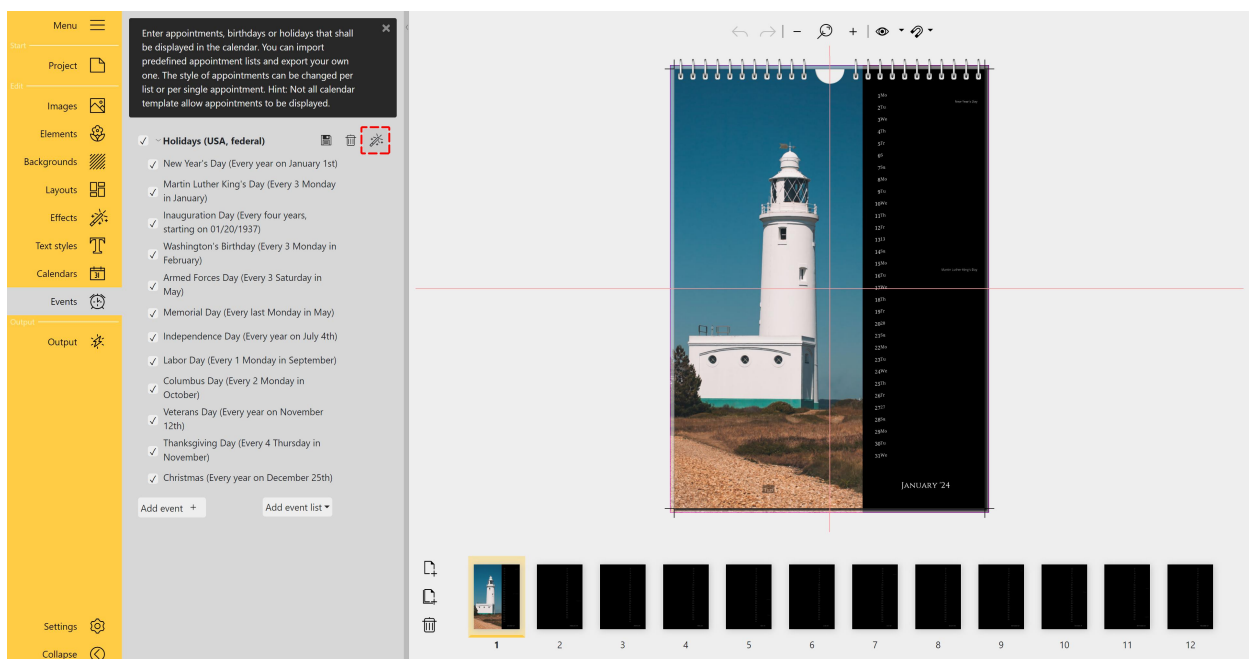 Menu
Start
Project
Edit
Images
Elements
Backgrounds
Layouts
Effects
Text styles
Calendars
Events
Output
Output
Settings
Collapse
Enter appointments, birthdays or holidays that shall
be displayed in the calendar. You can import
predefined appointment lists and export your own
one. The style of appointments can be changed per
list or per single appointment. Hint: Not all calendar
template allow appointments to be displayed.
Holidays (USA, federal)
New Year's Day (Every year on January 1st)
Martin Luther King's Day (Every 3 Monday
in January)
Inauguration Day (Every four years,
starting on 01/20/1937)
Washington's Birthday (Every 3 Monday in
February)
Armed Forces Day (Every 3 Saturday in
May)
Memorial Day (Every last Monday in May)
Independence Day (Every year on July 4th)
Labor Day (Every 1 Monday in September)
Columbus Day (Every 2 Monday in
October)
Veterans Day (Every year on November
12th)
Thanksgiving Day (Every 4 Thursday in
November)
Christmas (Every year on December 25th)
Add event +
Add event list
New Year's Day
Martin Luther King's Day
January '24
1 2 3 4 5 6 7 8 9 10 11 12